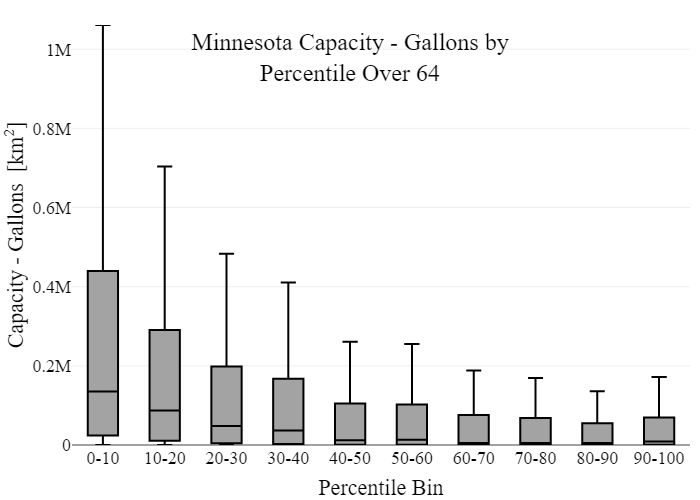 Minnesota Capacity - Gallons by
Percentile Over 64
Capacity - Gallons [km²]
1M
0.8M
0.6M
0.4M
0.2M
0
0-10 10-20 20-30 30-40 40-50 50-60 60-70 70-80 80-90 90-100
Percentile Bin